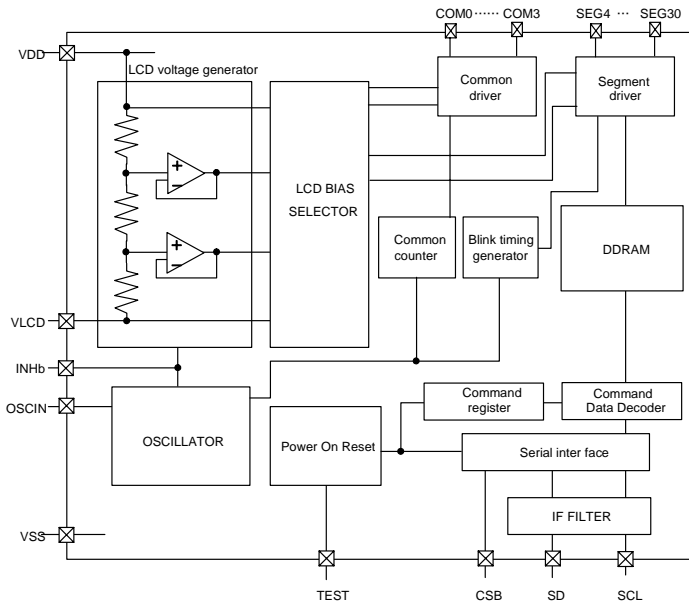 COM0 ······ COM3
SEG4 ··· SEG30
VDD
LCD voltage generator
Common
driver
Segment
driver
+
−
LCD BIAS
SELECTOR
+
−
Common
counter
Blink timing
generator
DDRAM
VLCD
INHb
OSCIN
OSCILLATOR
Command
register
Command
Data Decoder
Power On Reset
Serial inter face
IF FILTER
VSS
TEST
CSB
SD
SCL